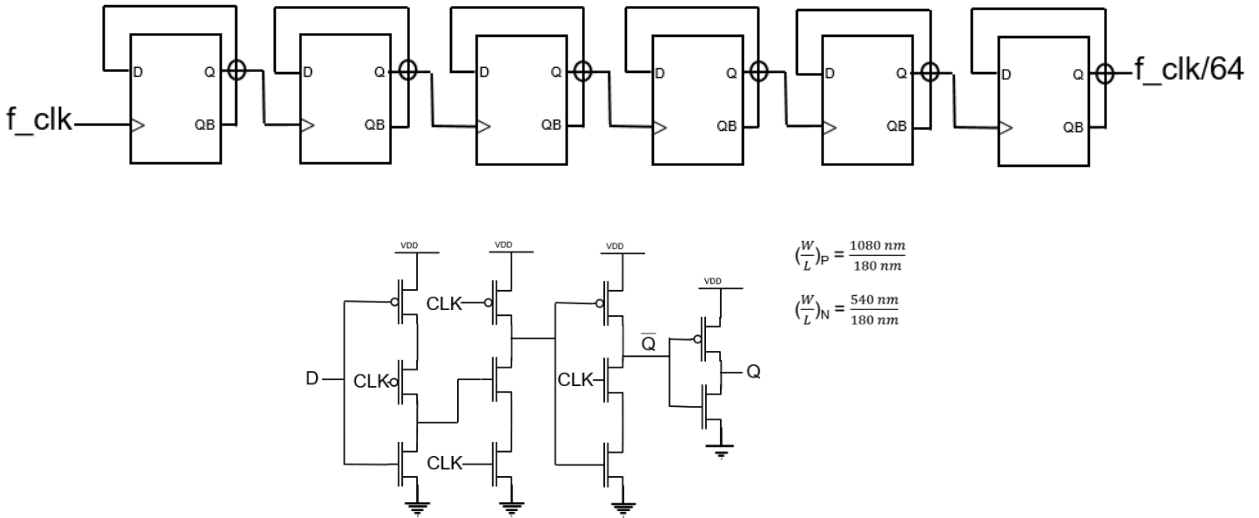 D Q D Q D Q D Q D Q D Q
f_clk/64
f_clk
QB QB QB QB QB QB
VDD VDD VDD
(W/L)P = 1080 nm/180 nm
VDD
CLK
(W/L)N = 540 nm/180 nm
Q̅
D CLK CLK Q
CLK